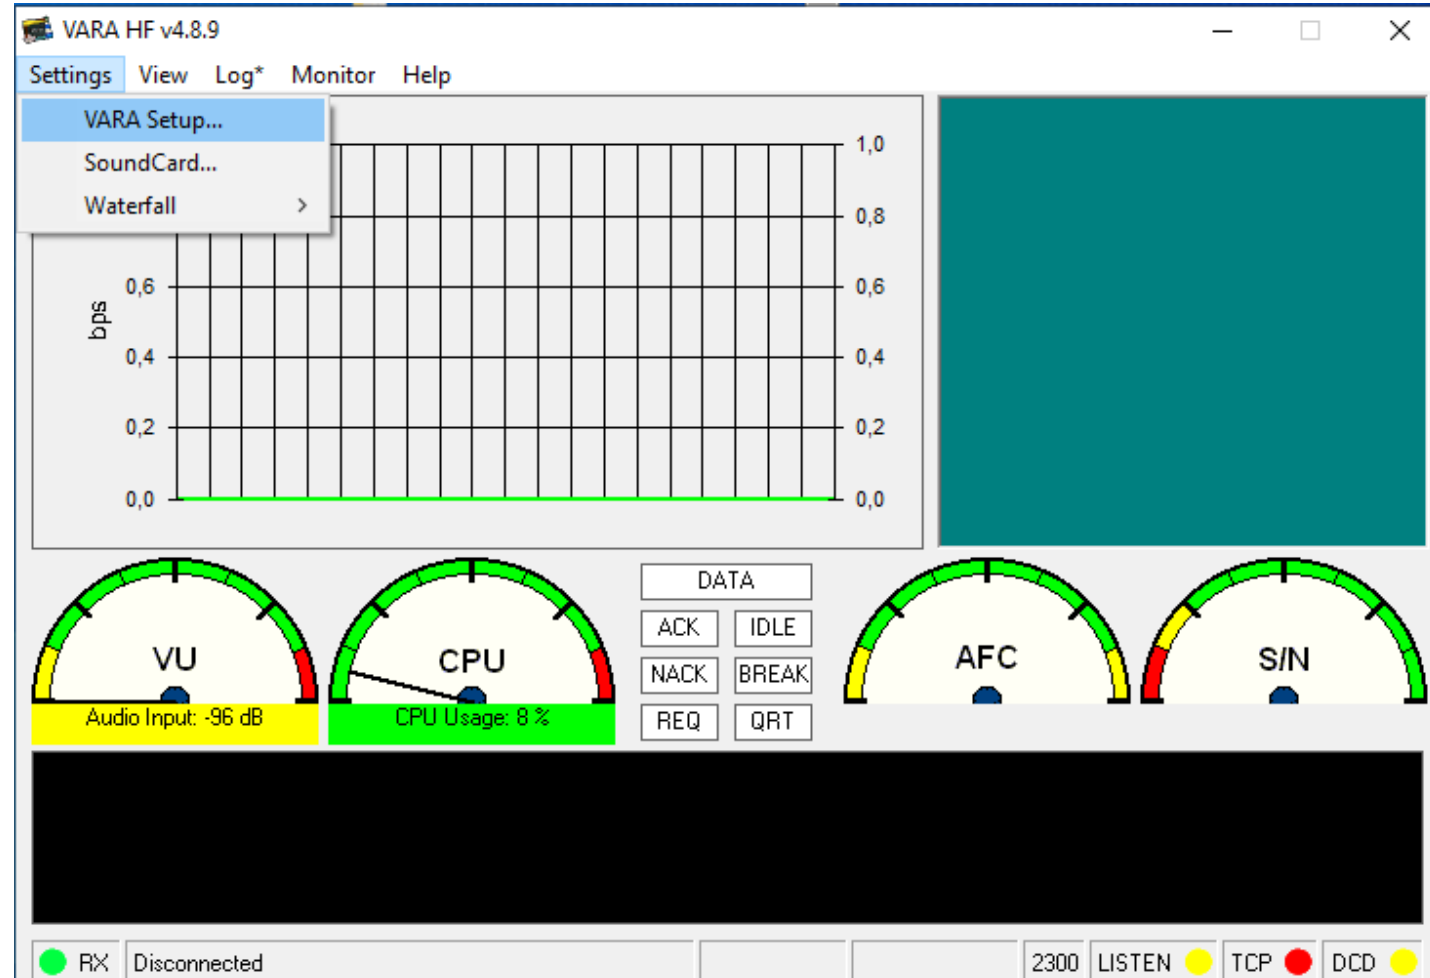 VARA HF v4.8.9
Settings View Log* Monitor Help
VARA Setup...
SoundCard...
Waterfall >
1,0
0,8
0,6 0,6
bps
0,4 0,4
0,2 0,2
0,0 0,0
DATA
ACK IDLE
NACK BREAK
REQ QRT
VU
Audio Input: -96 dB
CPU
CPU Usage: 8 %
AFC
S/N
RX Disconnected 2300 LISTEN TCP DCD